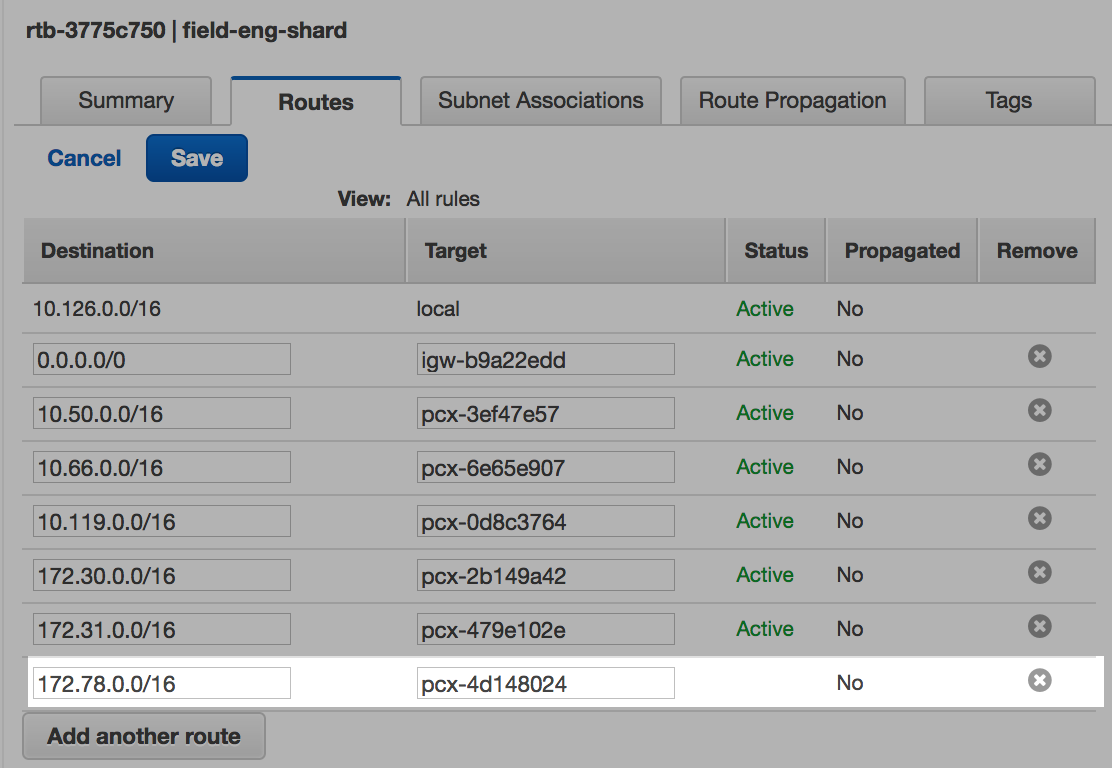 rtb-3775c750 | field-eng-shard
Summary Routes Subnet Associations Route Propagation Tags
Cancel Save
View: All rules
Destination Target Status Propagated Remove
10.126.0.0/16 local Active No
0.0.0.0/0 igw-b9a22edd Active No
10.50.0.0/16 pcx-3ef47e57 Active No
10.66.0.0/16 pcx-6e65e907 Active No
10.119.0.0/16 pcx-0d8c3764 Active No
172.30.0.0/16 pcx-2b149a42 Active No
172.31.0.0/16 pcx-479e102e Active No
172.78.0.0/16 pcx-4d148024 No
Add another route